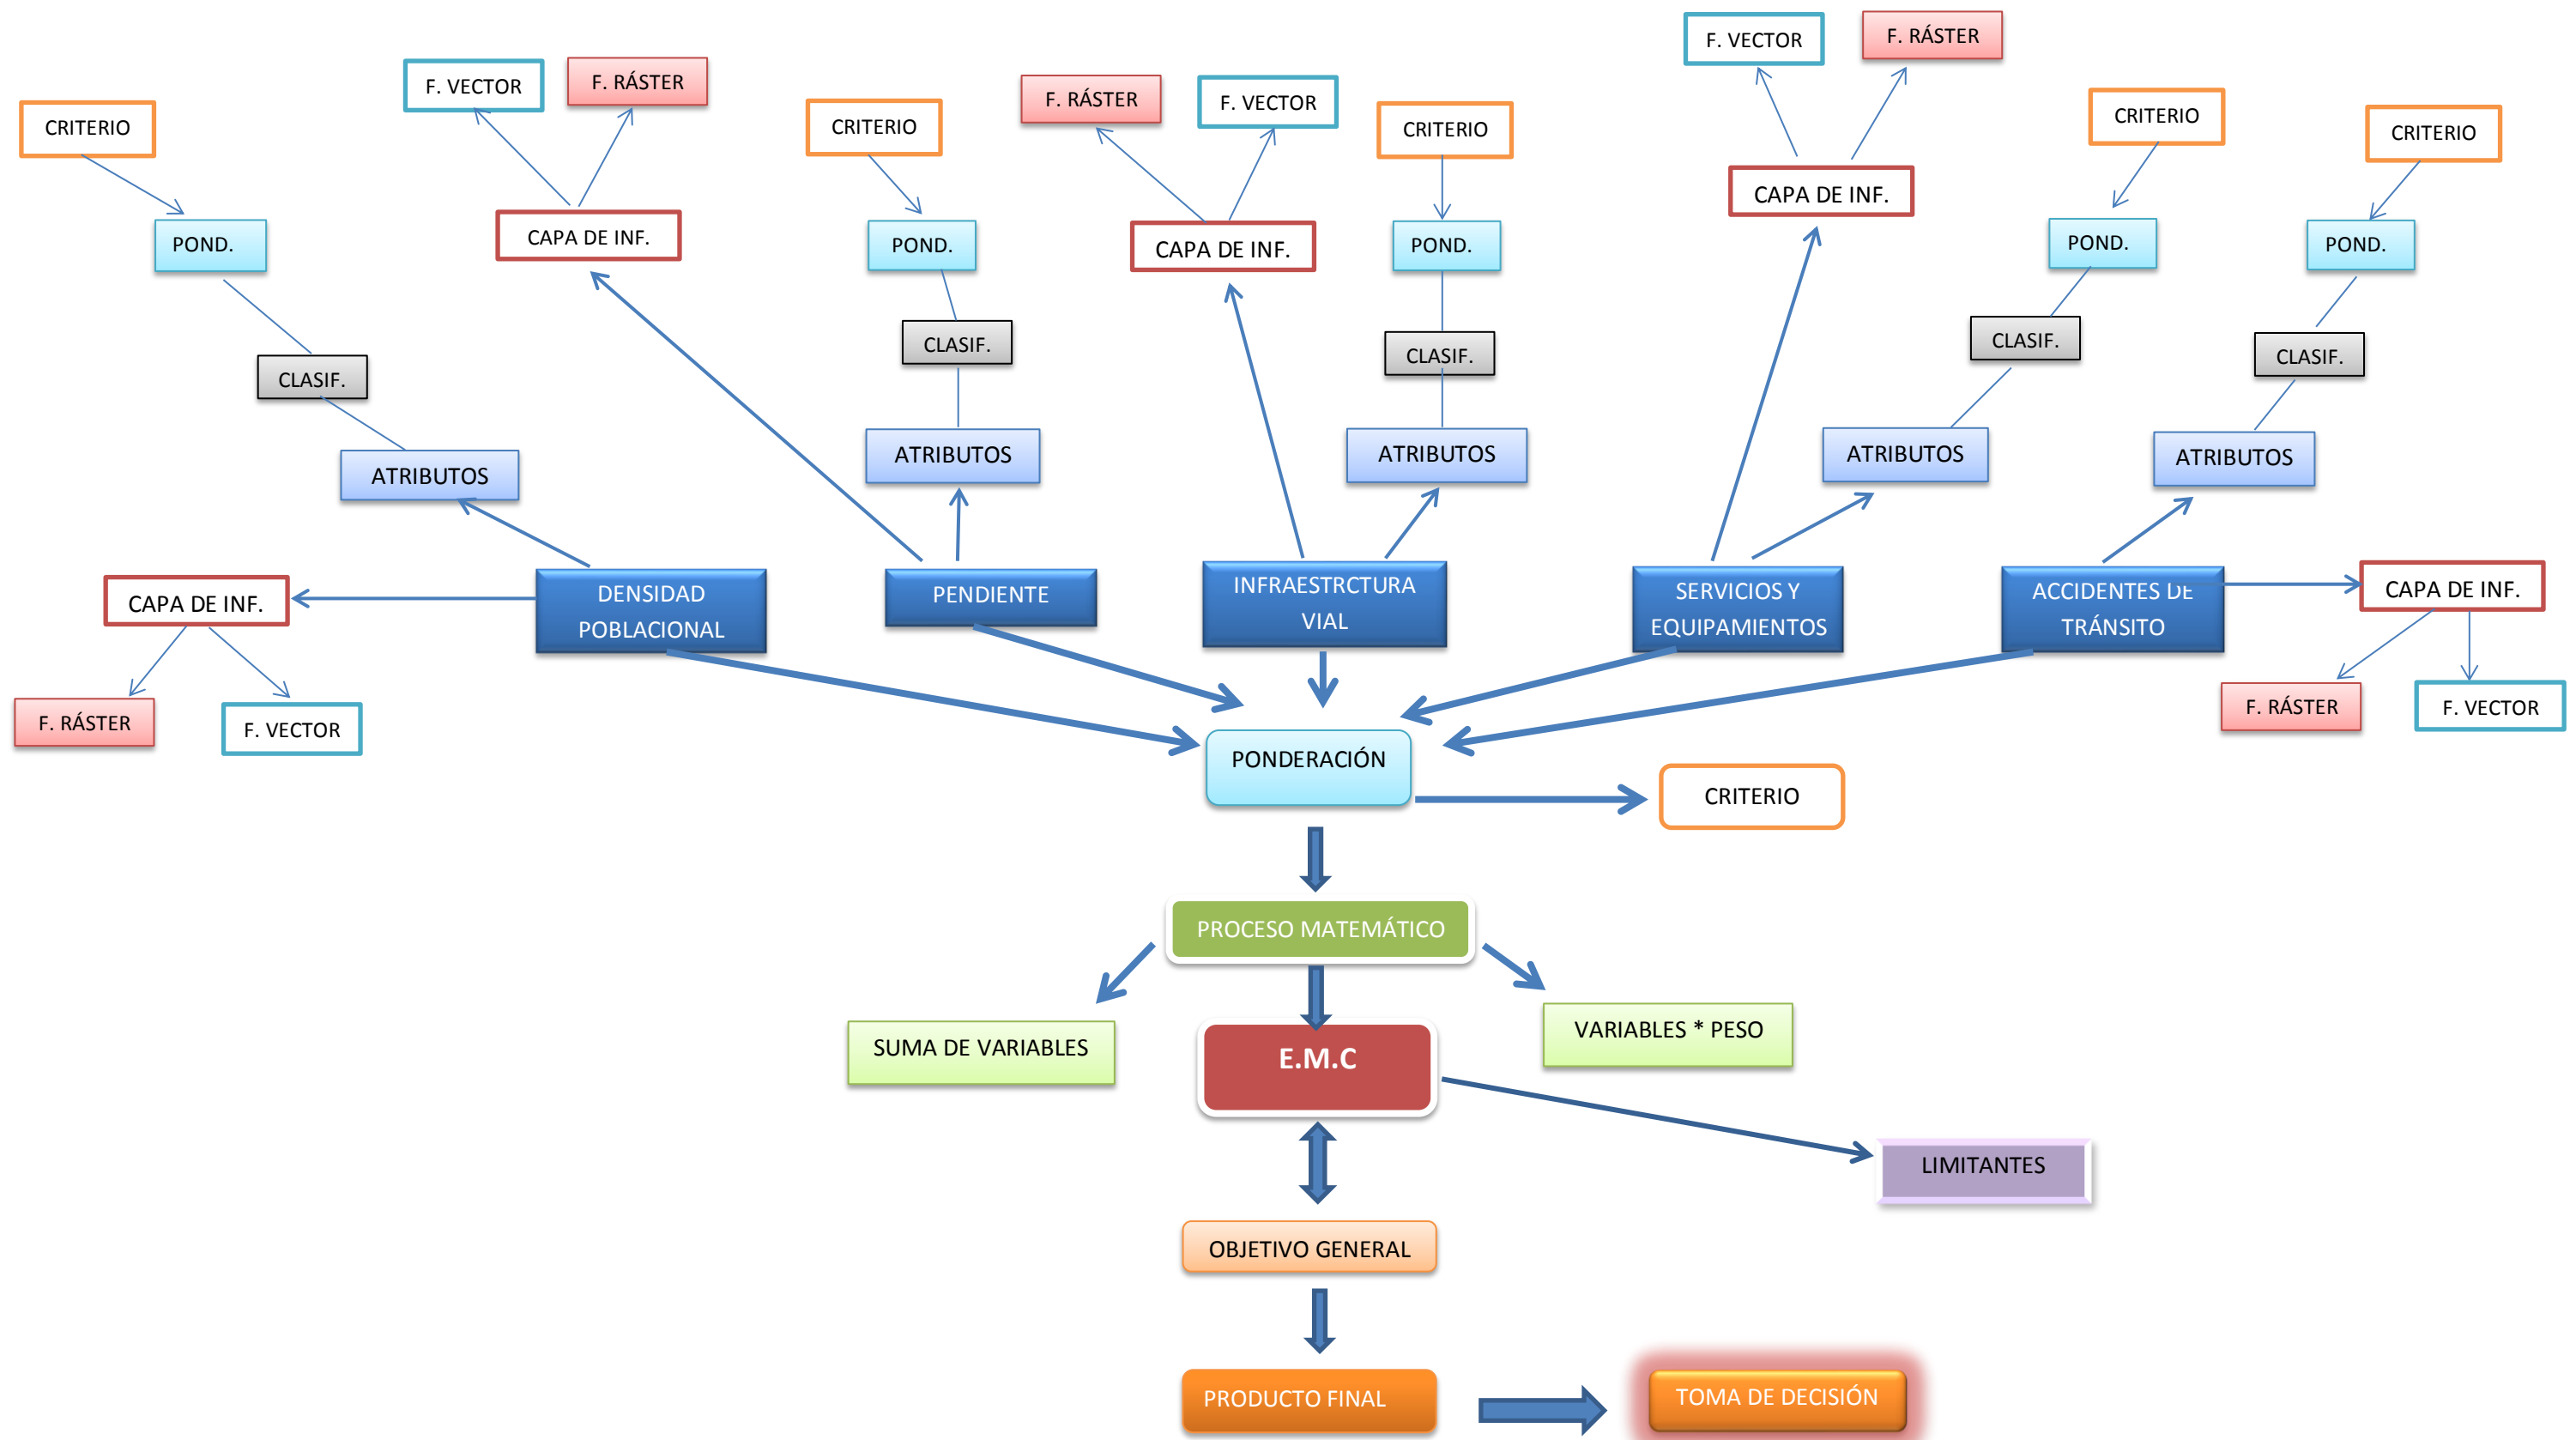 F. VECTOR
F. RÁSTER
F. VECTOR
F. RÁSTER
F. RÁSTER
F. VECTOR
CRITERIO
CRITERIO
CRITERIO
CRITERIO
CRITERIO
CAPA DE INF.
POND.
CAPA DE INF.
POND.
CAPA DE INF.
POND.
POND.
POND.
CLASIF.
CLASIF.
CLASIF.
CLASIF.
CLASIF.
ATRIBUTOS
ATRIBUTOS
ATRIBUTOS
ATRIBUTOS
ATRIBUTOS
CAPA DE INF.
DENSIDAD
POBLACIONAL
PENDIENTE
INFRAESTRCTURA
VIAL
SERVICIOS Y
EQUIPAMIENTOS
ACCIDENTES DE
TRÁNSITO
CAPA DE INF.
F. RÁSTER
F. VECTOR
F. RÁSTER
F. VECTOR
PONDERACIÓN
CRITERIO
PROCESO MATEMÁTICO
SUMA DE VARIABLES
VARIABLES * PESO
E.M.C
LIMITANTES
OBJETIVO GENERAL
PRODUCTO FINAL
TOMA DE DECISIÓN